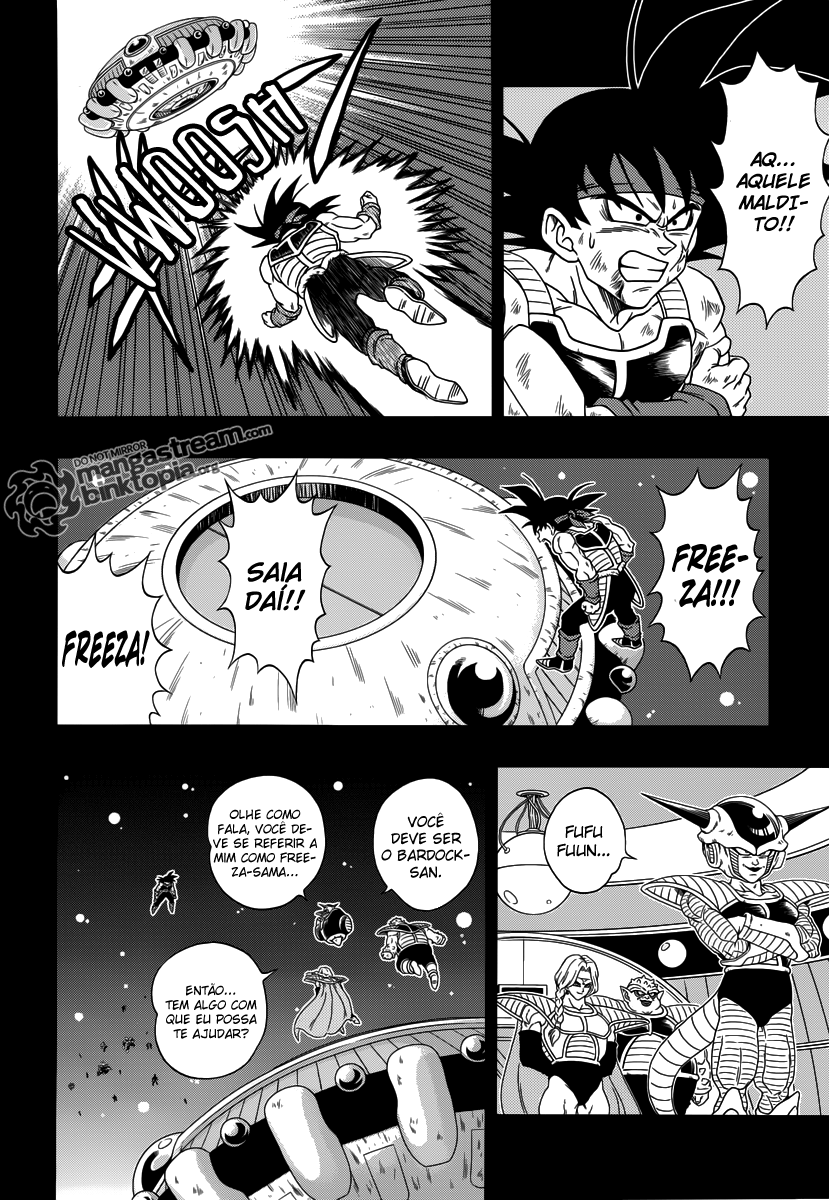 AQ...
AQUELE
MALDI-
TO!!
VWOOSH
DO NOT MIRROR
mangastream.com
binktopia.org
FREE-
ZA!!!
SAIA
DAÍ!!
FREEZA!
FUFU
FUUN...
VOCÊ
DEVE SER
O BARDOCK-
SAN.
OLHE COMO
FALA, VOCÊ DE-
VE SE REFERIR A
MIM COMO FREE-
ZA-SAMA...
ENTÃO...
TEM ALGO COM
QUE EU POSSA
TE AJUDAR?